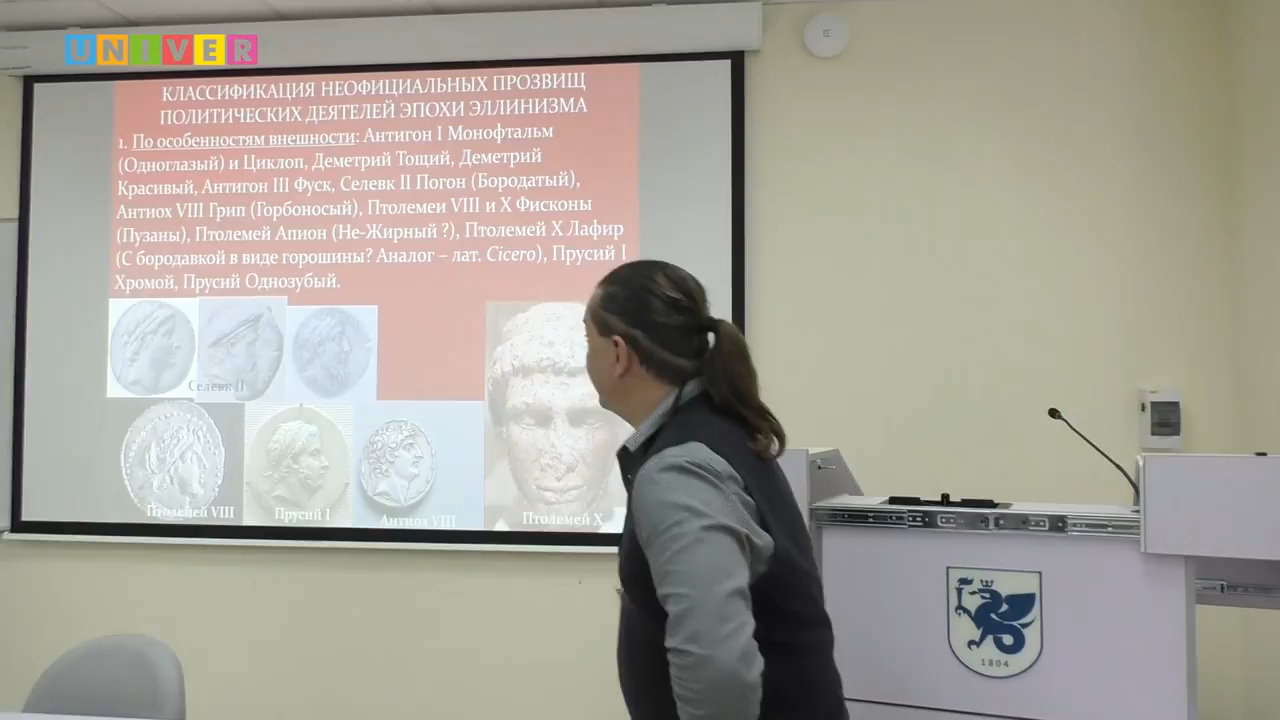 UNIVER
КЛАССИФИКАЦИЯ НЕОФИЦИАЛЬНЫХ ПРОЗВИЩ
ПОЛИТИЧЕСКИХ ДЕЯТЕЛЕЙ ЭПОХИ ЭЛЛИНИЗМА
1. По особенностям внешности: Антигон I Монофтальм
(Одноглазый) и Циклоп, Деметрий Тощий, Деметрий
Красивый, Антигон III Фуск, Селевк II Погон (Бородатый),
Антиох VIII Грип (Горбоносый), Птолемеи VIII и X Фисконы
(Пузаны), Птолемей Апион (Не-Жирный ?), Птолемей X Лафир
(С бородавкой в виде горошины? Аналог – лат. Cicero), Прусий I
Хромой, Прусий Однозубый.
Селевк II
Птолемей VIII
Прусий I
Антиох VIII
Птолемей X
1804